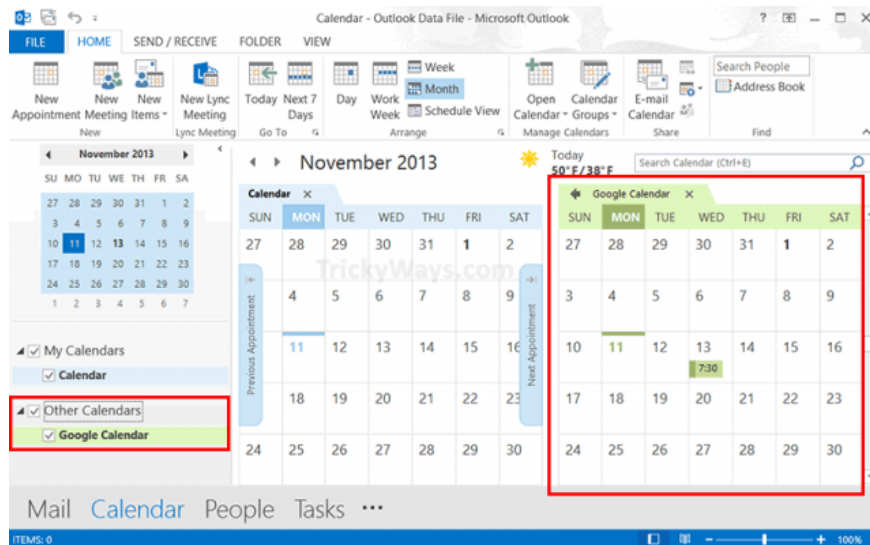 Calendar - Outlook Data File - Microsoft Outlook
FILE HOME SEND / RECEIVE FOLDER VIEW
New Appointment
New Meeting
New Items
New
New Lync Meeting
Lync Meeting
Today
Next 7 Days
Go To
Day
Work Week
Week
Month
Schedule View
Arrange
Open Calendar
Calendar Groups
Manage Calendars
E-mail Calendar
Share
Search People
Address Book
Find
November 2013
SU MO TU WE TH FR SA
27 28 29 30 31 1 2
3 4 5 6 7 8 9
10 11 12 13 14 15 16
17 18 19 20 21 22 23
24 25 26 27 28 29 30
1 2 3 4 5 6 7
My Calendars
Calendar
Other Calendars
Google Calendar
November 2013
Today
50°F/38°F
Search Calendar (Ctrl+E)
Calendar
SUN MON TUE WED THU FRI SAT
27 28 29 30 31 1 2
4 5 6 7 8 9
11 12 13 14 15 16
18 19 20 21 22 23
24 25 26 27 28 29 30
Previous Appointment
Next Appointment
TrickyWays.com
Google Calendar
SUN MON TUE WED THU FRI SAT
27 28 29 30 31 1 2
3 4 5 6 7 8 9
10 11 12 13 14 15 16
7:30
17 18 19 20 21 22 23
24 25 26 27 28 29 30
Mail Calendar People Tasks •••
ITEMS: 0
100%